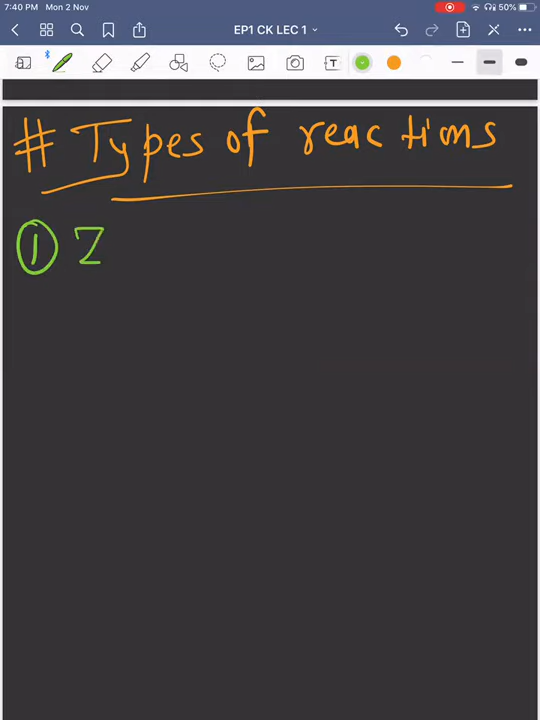 7:40 PM Mon 2 Nov 50%
EP1 CK LEC 1
T
# Types of reactions
① Z